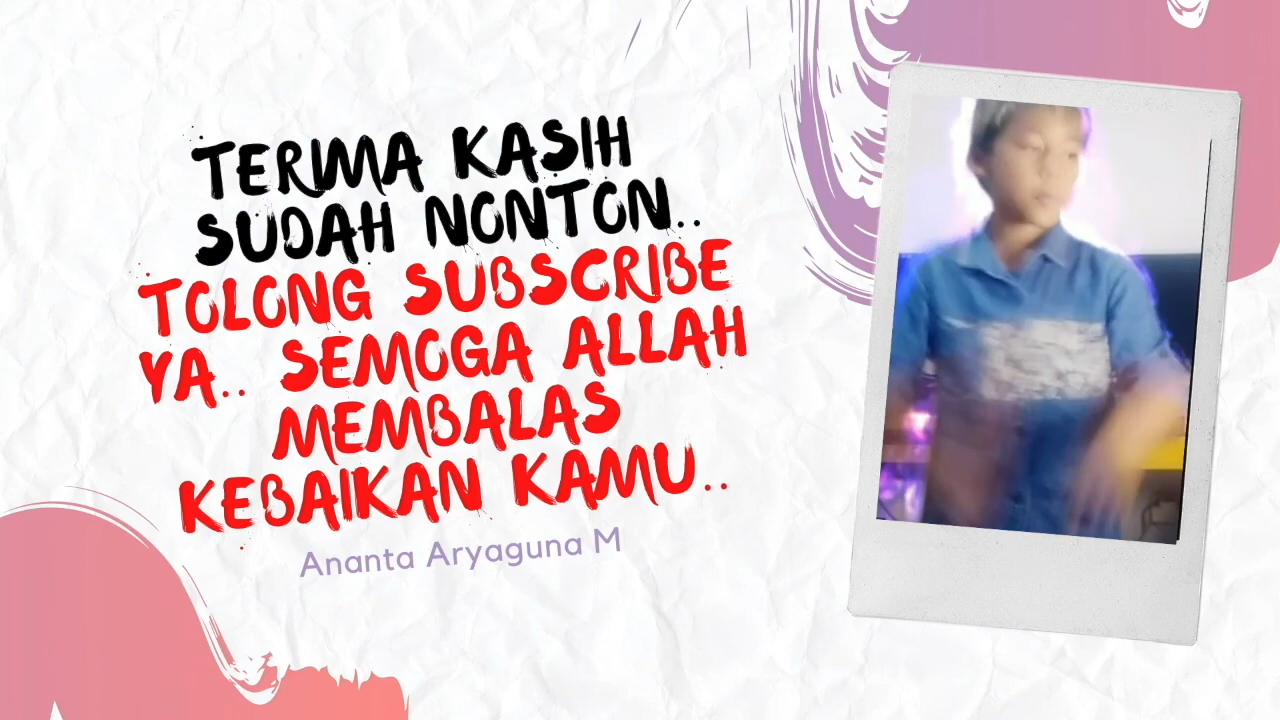 TERIMA KASIH
SUDAH NONTON..
TOLONG SUBSCRIBE
YA.. SEMOGA ALLAH
MEMBALAS
KEBAIKAN KAMU..
Ananta Aryaguna M